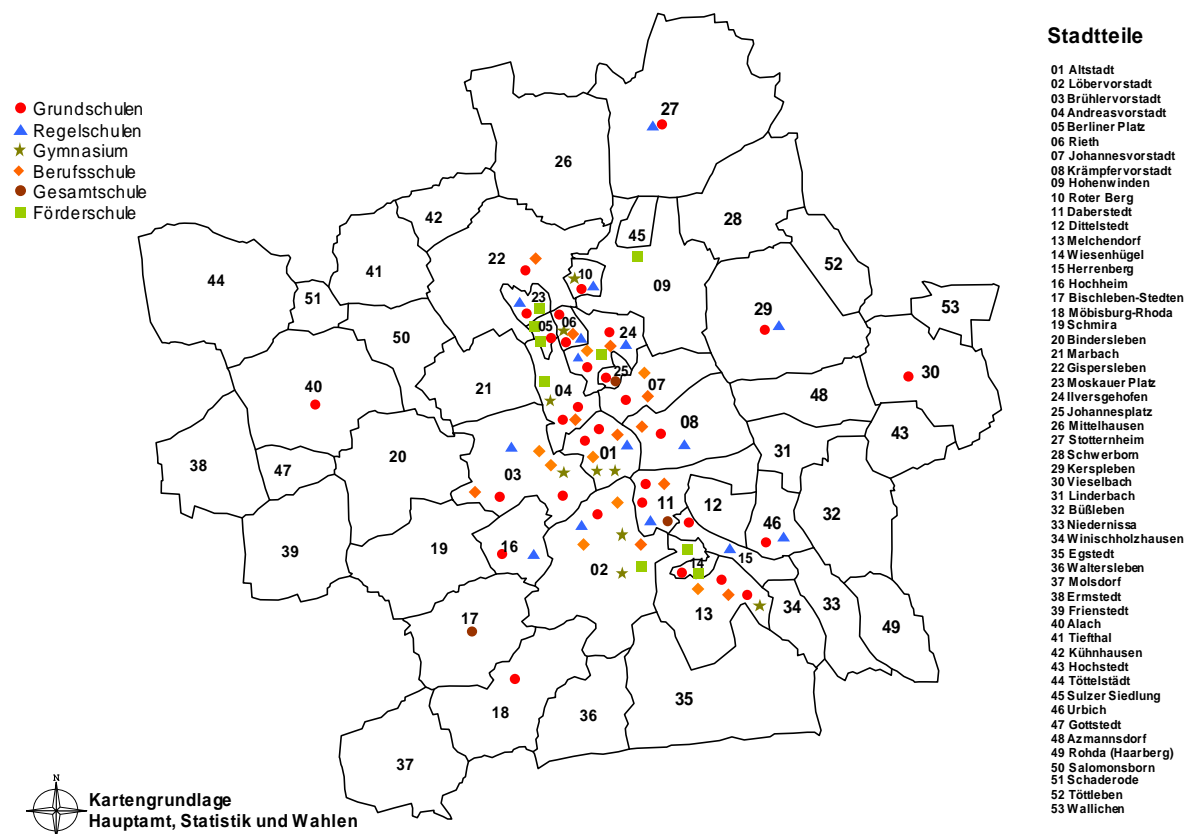 Grundschulen
Regelschulen
Gymnasium
Berufsschule
Gesamtschule
Förderschule
27
26
28
42
45
44
41
22
10
09
52
51
23
29
53
50
05
06
24
40
21
25
30
04
07
48
08
43
38
20
01
31
47
03
11
12
32
46
39
19
16
02
14
15
17
13
34
33
49
35
18
36
37
N
Kartengrundlage
Hauptamt, Statistik und Wahlen
Stadtteile
01 Altstadt
02 Löbervorstadt
03 Brühlervorstadt
04 Andreasvorstadt
05 Berliner Platz
06 Rieth
07 Johannesvorstadt
08 Krämpfervorstadt
09 Hohenwinden
10 Roter Berg
11 Daberstedt
12 Dittelstedt
13 Melchendorf
14 Wiesenhügel
15 Herrenberg
16 Hochheim
17 Bischleben-Stedten
18 Möbisburg-Rhoda
19 Schmira
20 Bindersleben
21 Marbach
22 Gispersleben
23 Moskauer Platz
24 Ilversgehofen
25 Johannesplatz
26 Mittelhausen
27 Stotternheim
28 Schwerborn
29 Kerspleben
30 Vieselbach
31 Linderbach
32 Büßleben
33 Niedernissa
34 Winischholzhausen
35 Egstedt
36 Waltersleben
37 Molsdorf
38 Ermstedt
39 Frienstedt
40 Alach
41 Tiefthal
42 Kühnhausen
43 Hochstedt
44 Töttelstädt
45 Sulzer Siedlung
46 Urbich
47 Gottstedt
48 Azmannsdorf
49 Rohda (Haarberg)
50 Salomonsborn
51 Schaderode
52 Töttleben
53 Wallichen